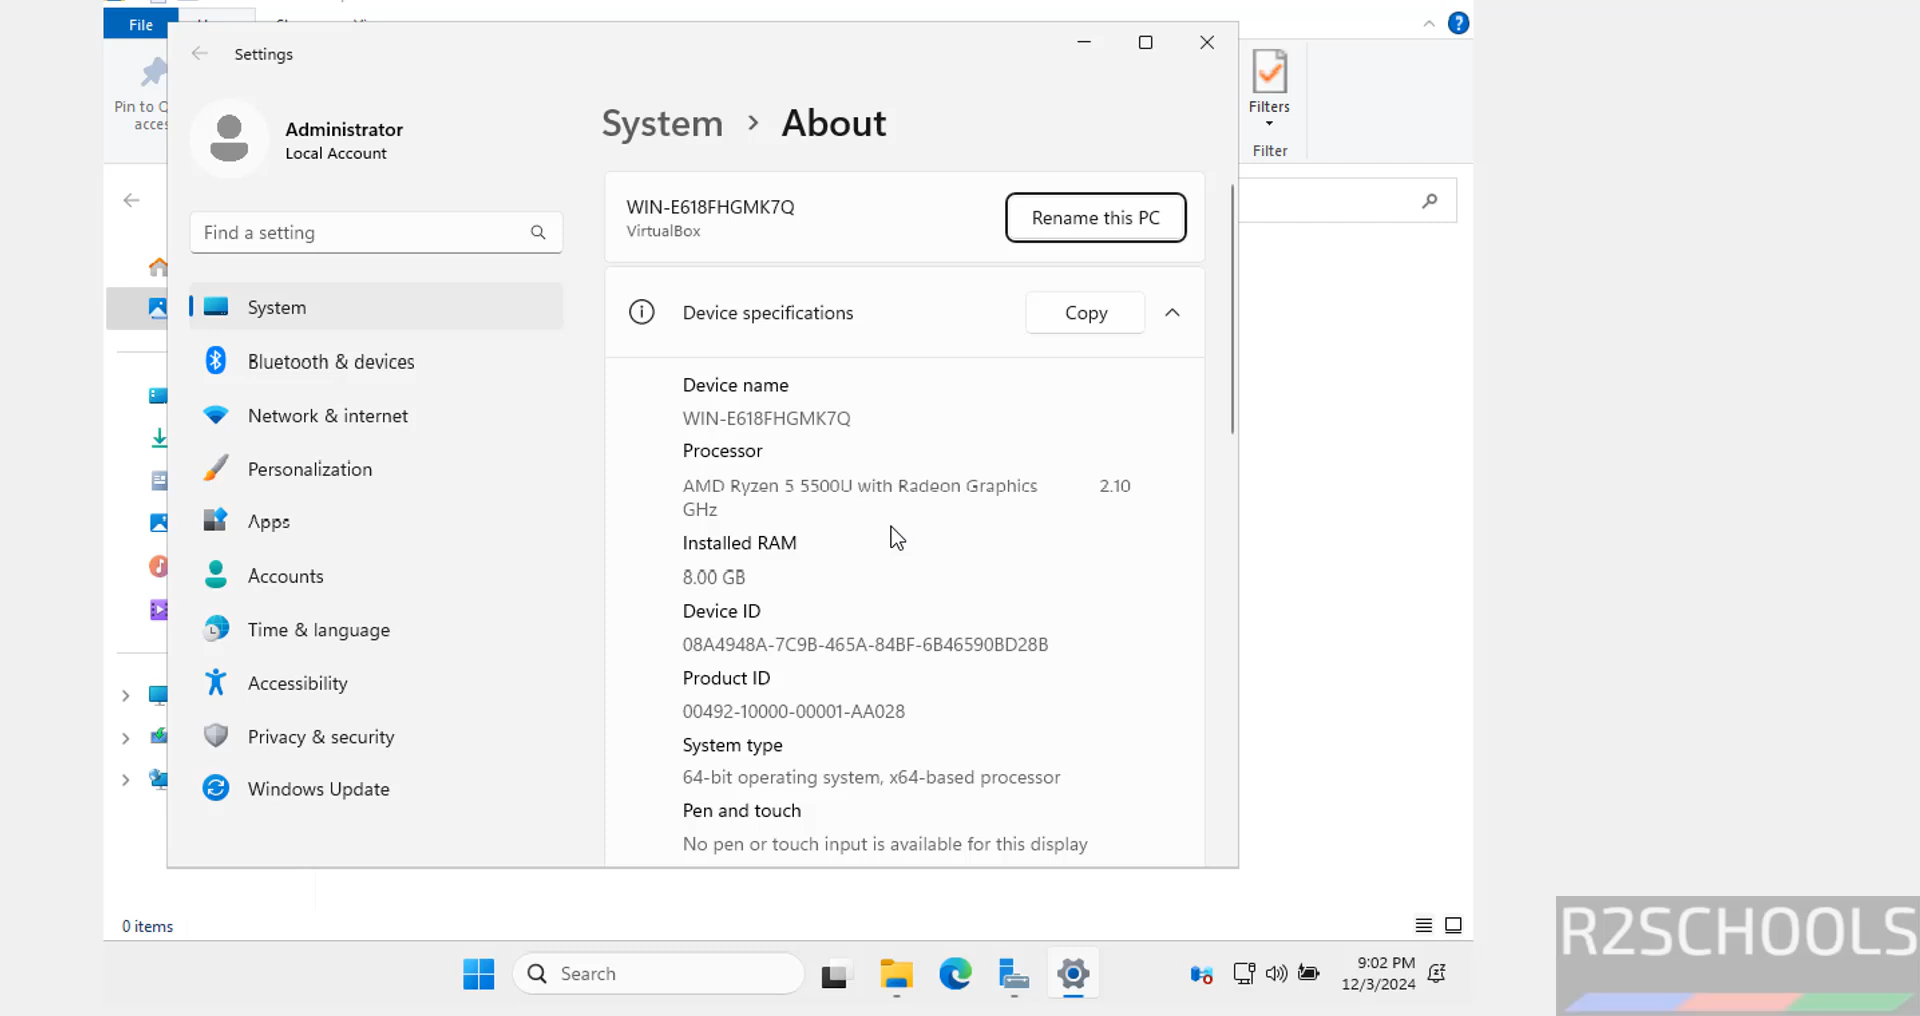 File
Settings
Pin to Q
acces
Administrator
Local Account
System > About
Filters
Filter
WIN-E618FHGMK7Q
VirtualBox
Rename this PC
Find a setting
Device specifications
Copy
System
Bluetooth & devices
Network & internet
Personalization
Apps
Accounts
Time & language
Accessibility
Privacy & security
Windows Update
Device name
WIN-E618FHGMK7Q
Processor
AMD Ryzen 5 5500U with Radeon Graphics 2.10
GHz
Installed RAM
8.00 GB
Device ID
08A4948A-7C9B-465A-84BF-6B46590BD28B
Product ID
00492-10000-00001-AA028
System type
64-bit operating system, x64-based processor
Pen and touch
No pen or touch input is available for this display
0 items
Search
9:02 PM
12/3/2024
R2SCHOOLS